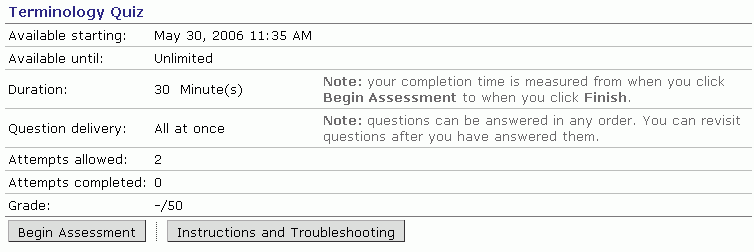 Terminology Quiz
Available starting: May 30, 2006 11:35 AM
Available until: Unlimited
Duration: 30 Minute(s) Note: your completion time is measured from when you click
Begin Assessment to when you click Finish.
Question delivery: All at once Note: questions can be answered in any order. You can revisit
questions after you have answered them.
Attempts allowed: 2
Attempts completed: 0
Grade: -/50
Begin Assessment Instructions and Troubleshooting